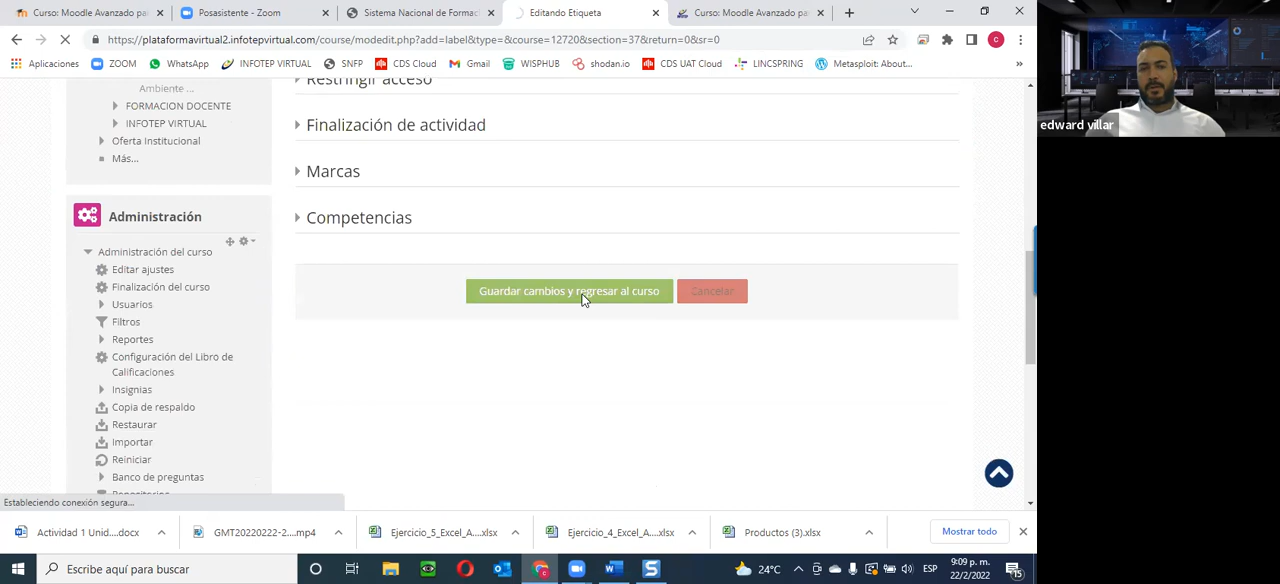 Curso: Moodle Avanzado pa
Posasistente - Zoom
Sistema Nacional de Formac
Editando Etiqueta
Curso: Moodle Avanzado para
https://plataformavirtual2.infotepvirtual.com/course/modedit.php?add=label&type=&course=12720&section=37&return=0&sr=0
Aplicaciones
ZOOM
WhatsApp
INFOTEP VIRTUAL
SNFP
CDS Cloud
Gmail
WISPHUB
shodan.io
CDS UAT Cloud
LINCSPRING
Metasploit: About...
»
edward villar
Ambiente ...
FORMACION DOCENTE
INFOTEP VIRTUAL
Oferta Institucional
Más...
Administración
Administración del curso
Editar ajustes
Finalización del curso
Usuarios
Filtros
Reportes
Configuración del Libro de
Calificaciones
Insignias
Copia de respaldo
Restaurar
Importar
Reiniciar
Banco de preguntas
Restringir acceso
Finalización de actividad
Marcas
Competencias
Guardar cambios y regresar al curso
Cancelar
Estableciendo conexión segura...
Actividad 1 Unid....docx
GMT20220222-2....mp4
Ejercicio_5_Excel_A....xlsx
Ejercicio_4_Excel_A....xlsx
Productos (3).xlsx
Mostrar todo
Escribe aquí para buscar
24°C
ESP
9:09 p. m.
22/2/2022
15